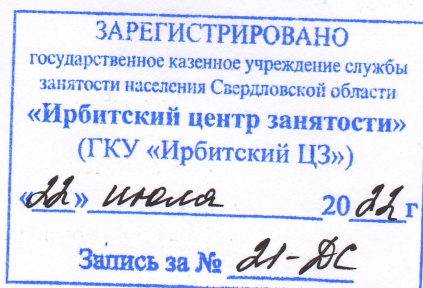 ЗАРЕГИСТРИРОВАНО
государственное казенное учреждение службы
занятости населения Свердловской области
«Ирбитский центр занятости»
(ГКУ «Ирбитский ЦЗ»)
«22» июля 2022 г
Запись за № 21-ДС